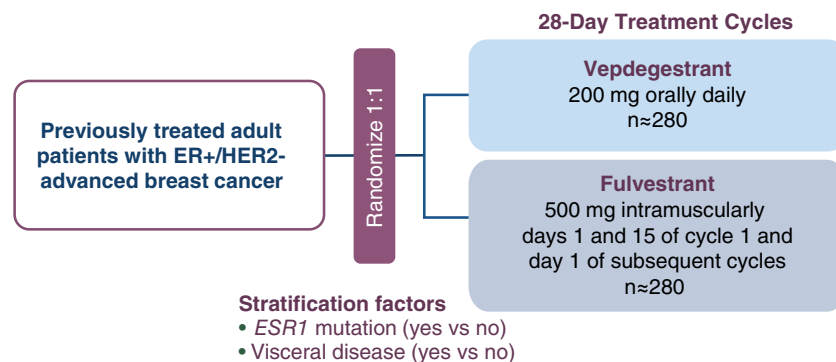 28-Day Treatment Cycles
Previously treated adult
patients with ER+/HER2-
advanced breast cancer
Randomize 1:1
Vepdegestrant
200 mg orally daily
n≈280
Fulvestrant
500 mg intramuscularly
days 1 and 15 of cycle 1 and
day 1 of subsequent cycles
n≈280
Stratification factors
• ESR1 mutation (yes vs no)
• Visceral disease (yes vs no)